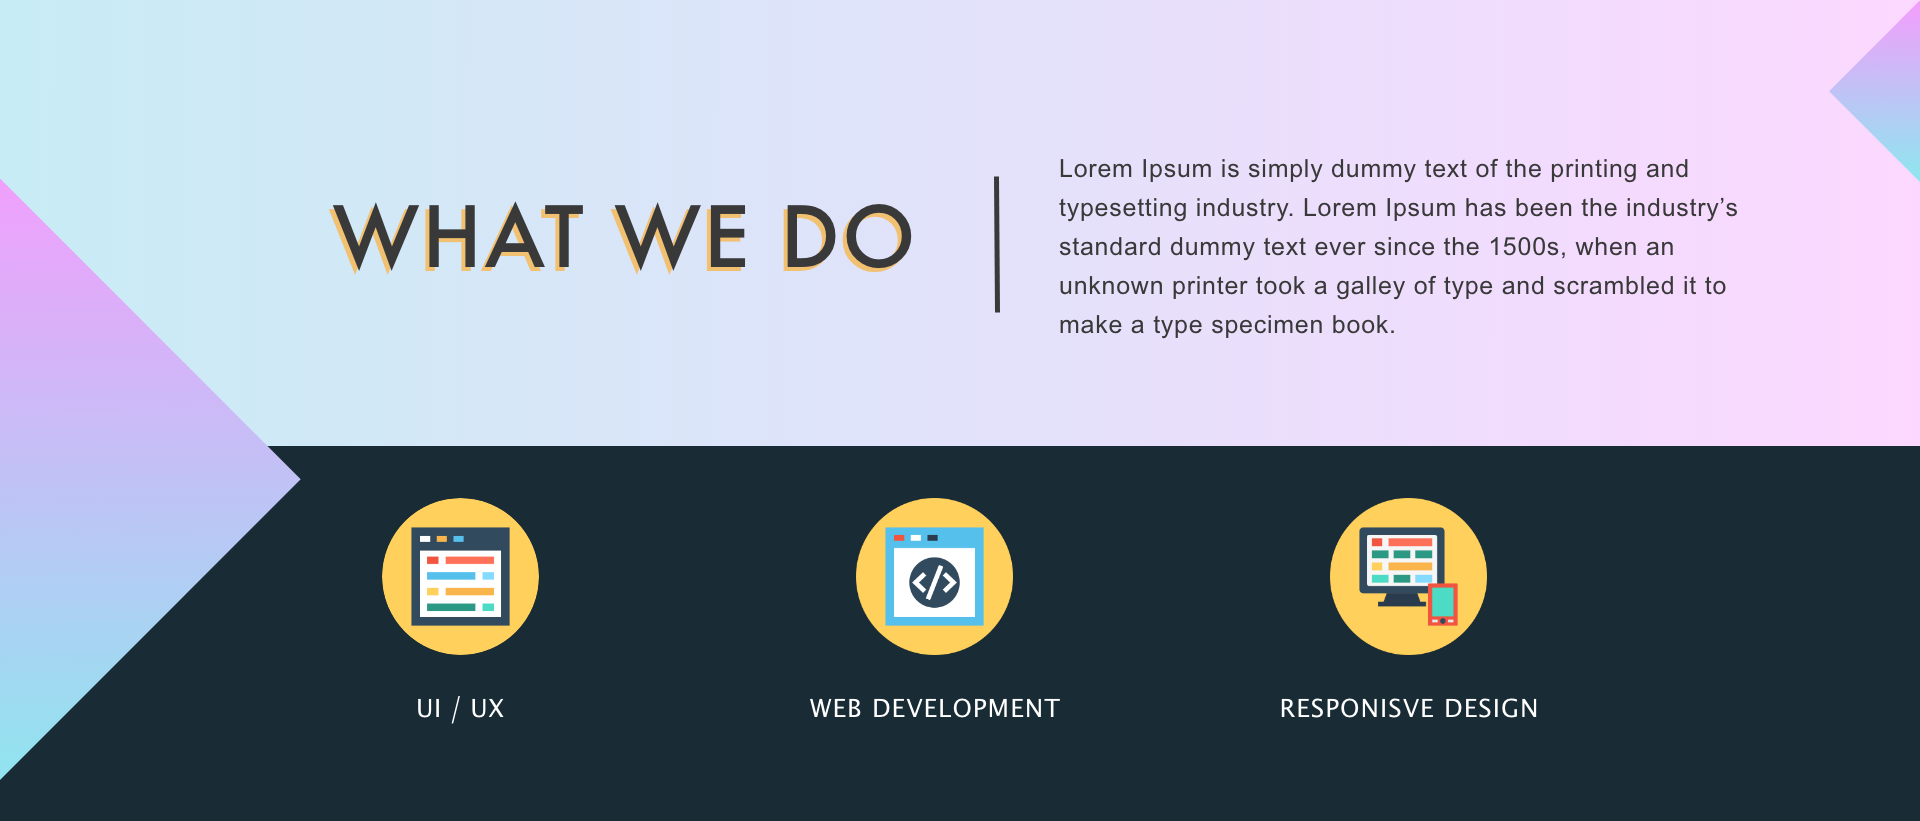 WHAT WE DO
Lorem Ipsum is simply dummy text of the printing and
typesetting industry. Lorem Ipsum has been the industry’s
standard dummy text ever since the 1500s, when an
unknown printer took a galley of type and scrambled it to
make a type specimen book.
UI / UX
WEB DEVELOPMENT
RESPONISVE DESIGN